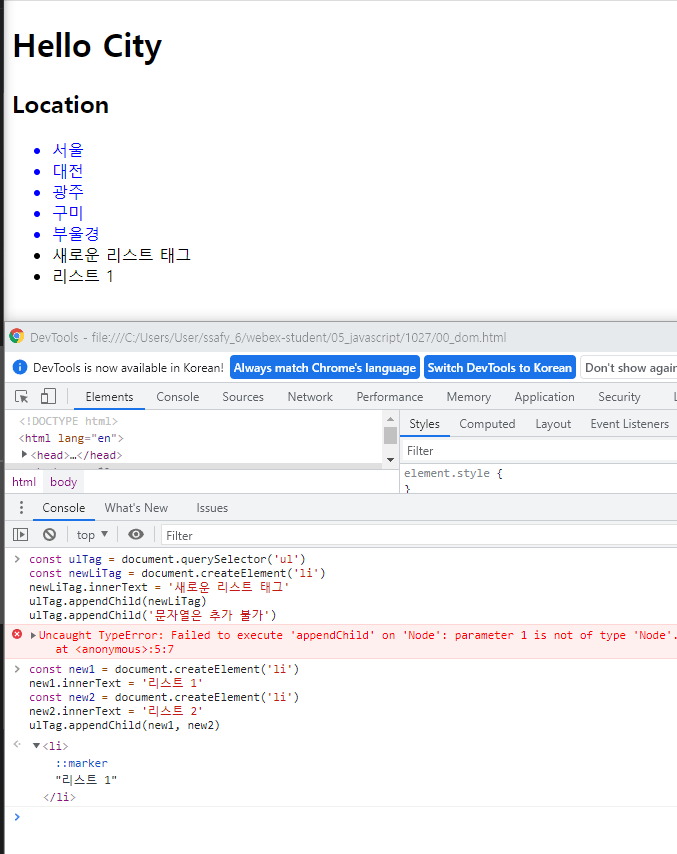 Hello City
Location
서울
대전
광주
구미
부울경
새로운 리스트 태그
리스트 1
DevTools - file:///C:/Users/User/ssafy_6/webex-student/05_javascript/1027/00_dom.html
DevTools is now available in Korean! Always match Chrome's language Switch DevTools to Korean Don't show again
Elements Console Sources Network Performance Memory Application Security L
<!DOCTYPE html>
<html lang="en">
<head>…</head>
Styles Computed Layout Event Listeners
Filter
element.style {
}
html body
Console What's New Issues
top Filter
const ulTag = document.querySelector('ul')
const newLiTag = document.createElement('li')
newLiTag.innerText = '새로운 리스트 태그'
ulTag.appendChild(newLiTag)
ulTag.appendChild('문자열은 추가 불가')
Uncaught TypeError: Failed to execute 'appendChild' on 'Node': parameter 1 is not of type 'Node'.
at <anonymous>:5:7
const new1 = document.createElement('li')
new1.innerText = '리스트 1'
const new2 = document.createElement('li')
new2.innerText = '리스트 2'
ulTag.appendChild(new1, new2)
<li>
::marker
"리스트 1"
</li>